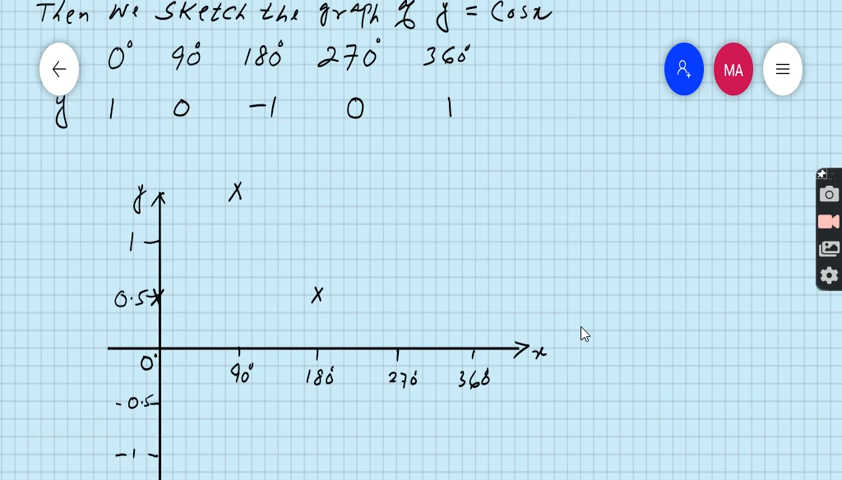 Then we sketch the graph of y = Cosx
0° 90° 180° 270° 360°
y 1 0 -1 0 1
MA
y
1
0.5
0° 90° 180° 270° 360° x
-0.5
-1